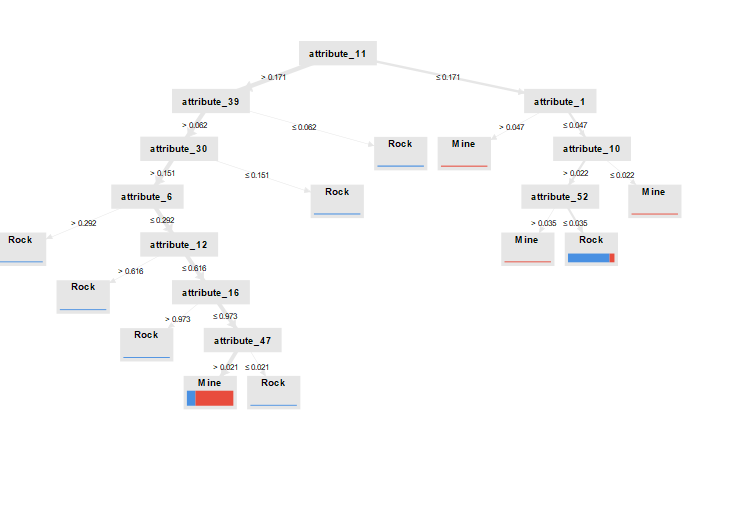 attribute_11
> 0.171
≤ 0.171
attribute_39
attribute_1
> 0.062
≤ 0.062
> 0.047
≤ 0.047
attribute_30
Rock
Mine
attribute_10
> 0.151
≤ 0.151
> 0.022
≤ 0.022
attribute_6
Rock
attribute_52
Mine
> 0.292
≤ 0.292
> 0.035
≤ 0.035
Rock
attribute_12
Mine
Rock
> 0.616
≤ 0.616
Rock
attribute_16
> 0.973
≤ 0.973
Rock
attribute_47
> 0.021
≤ 0.021
Mine
Rock